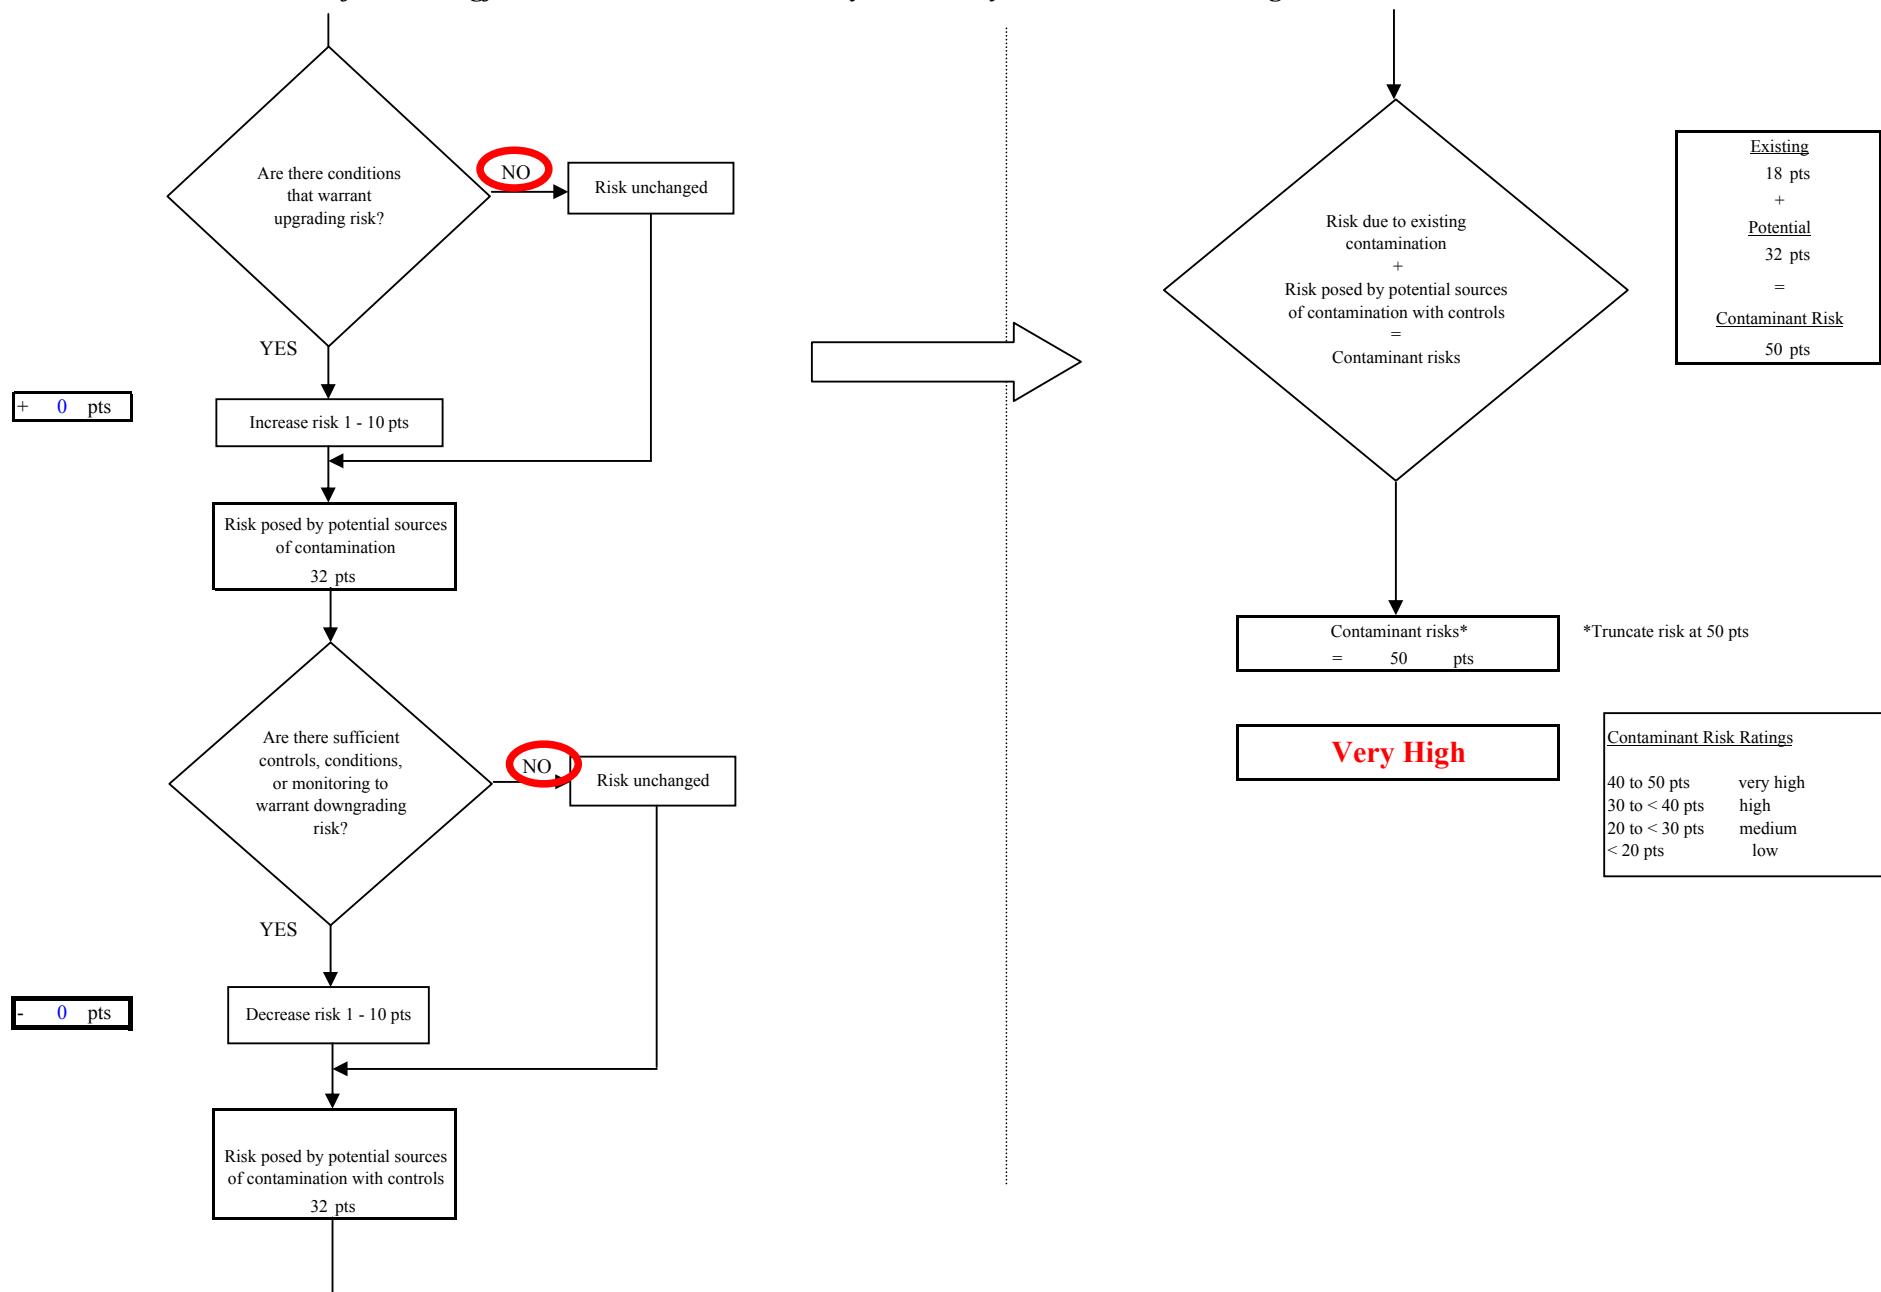 Are there conditions
that warrant
upgrading risk?
NO
Risk unchanged
YES
+ 0 pts
Increase risk 1 - 10 pts
Risk posed by potential sources
of contamination
32 pts
Are there sufficient
controls, conditions,
or monitoring to
warrant downgrading
risk?
NO
Risk unchanged
YES
- 0 pts
Decrease risk 1 - 10 pts
Risk posed by potential sources
of contamination with controls
32 pts
Risk due to existing
contamination
+
Risk posed by potential sources
of contamination with controls
=
Contaminant risks
Existing
18 pts
+
Potential
32 pts
=
Contaminant Risk
50 pts
Contaminant risks*
= 50 pts
*Truncate risk at 50 pts
Very High
Contaminant Risk Ratings
40 to 50 pts very high
30 to < 40 pts high
20 to < 30 pts medium
< 20 pts low